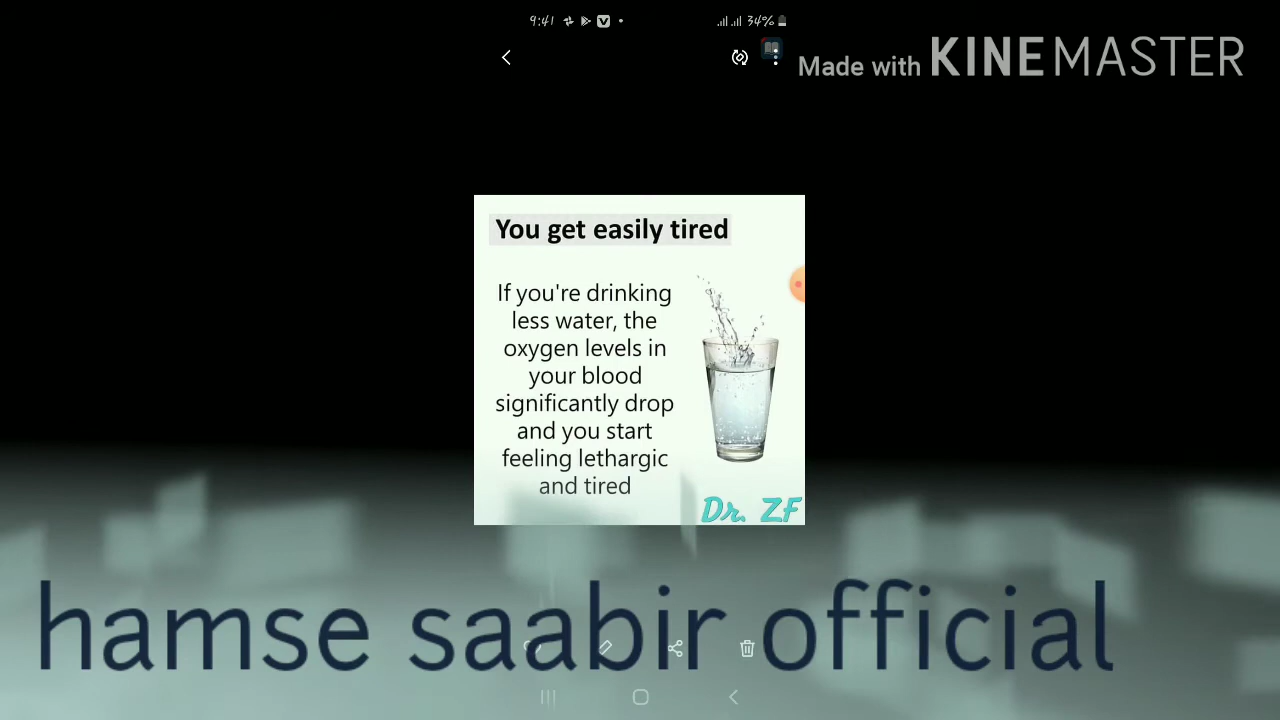 9:41
34%
Made with KINEMASTER
You get easily tired
If you're drinking
less water, the
oxygen levels in
your blood
significantly drop
and you start
feeling lethargic
and tired
Dr. ZF
hamse saabir official